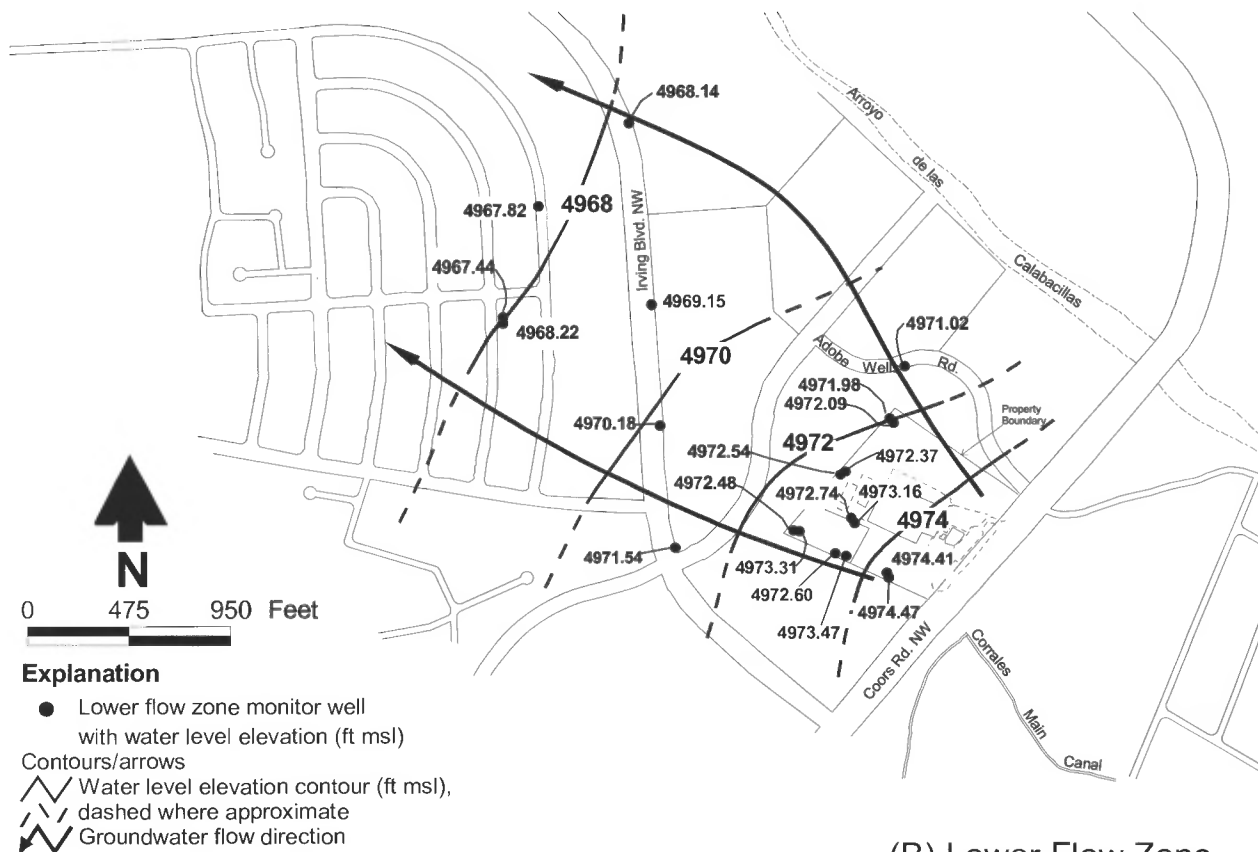 4968.14
Arroyo
de las
Calabacillas
4967.82
4968
Irving Blvd. NW
4967.44
4968.22
4969.15
4970
4971.02
Adobe Well Rd.
4971.98
4972.09
Property
Boundary
4970.18
4972
4972.54
4972.37
4972.48
4972.74
4973.16
4974
4971.54
4973.31
4974.41
4972.60
4974.47
4973.47
Coors Rd. NW
Corrales
Main
Canal
N
0 475 950 Feet
Explanation
Lower flow zone monitor well
with water level elevation (ft msl)
Contours/arrows
Water level elevation contour (ft msl),
dashed where approximate
Groundwater flow direction
(B) Lower Flow Zone